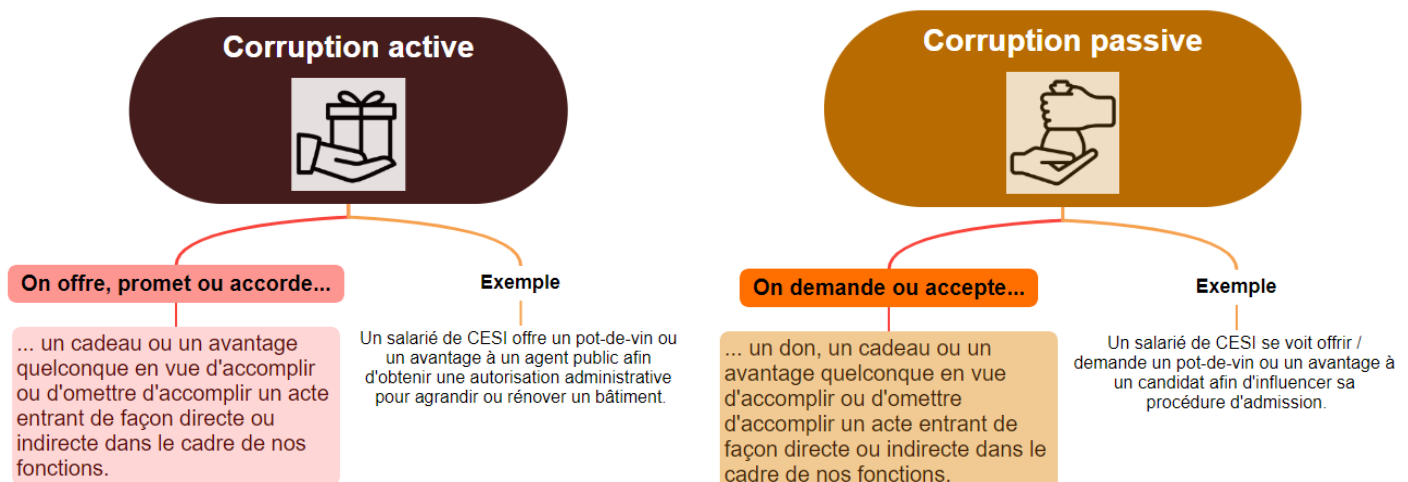 Corruption active
On offre, promet ou accorde...
... un cadeau ou un avantage
quelconque en vue d'accomplir
ou d'omettre d'accomplir un acte
entrant de façon directe ou
indirecte dans le cadre de nos
fonctions.
Exemple
Un salarié de CESI offre un pot-de-vin ou
un avantage à un agent public afin
d'obtenir une autorisation administrative
pour agrandir ou rénover un bâtiment.
Corruption passive
On demande ou accepte...
... un don, un cadeau ou un
avantage quelconque en vue
d'accomplir ou d'omettre
d'accomplir un acte entrant de
façon directe ou indirecte dans le
cadre de nos fonctions.
Exemple
Un salarié de CESI se voit offrir /
demande un pot-de-vin ou un avantage à
un candidat afin d'influencer sa
procédure d'admission.